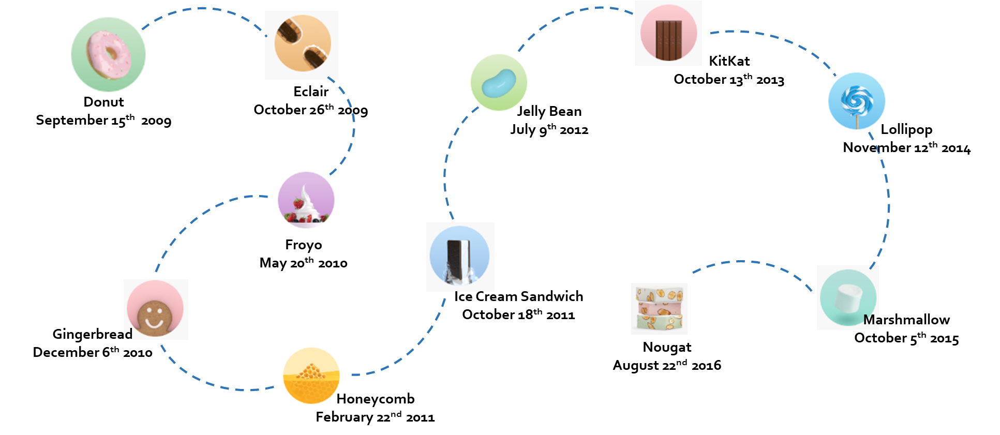 Donut
September 15th 2009
Eclair
October 26th 2009
Froyo
May 20th 2010
Gingerbread
December 6th 2010
Honeycomb
February 22nd 2011
Ice Cream Sandwich
October 18th 2011
Jelly Bean
July 9th 2012
KitKat
October 13th 2013
Lollipop
November 12th 2014
Marshmallow
October 5th 2015
Nougat
August 22nd 2016